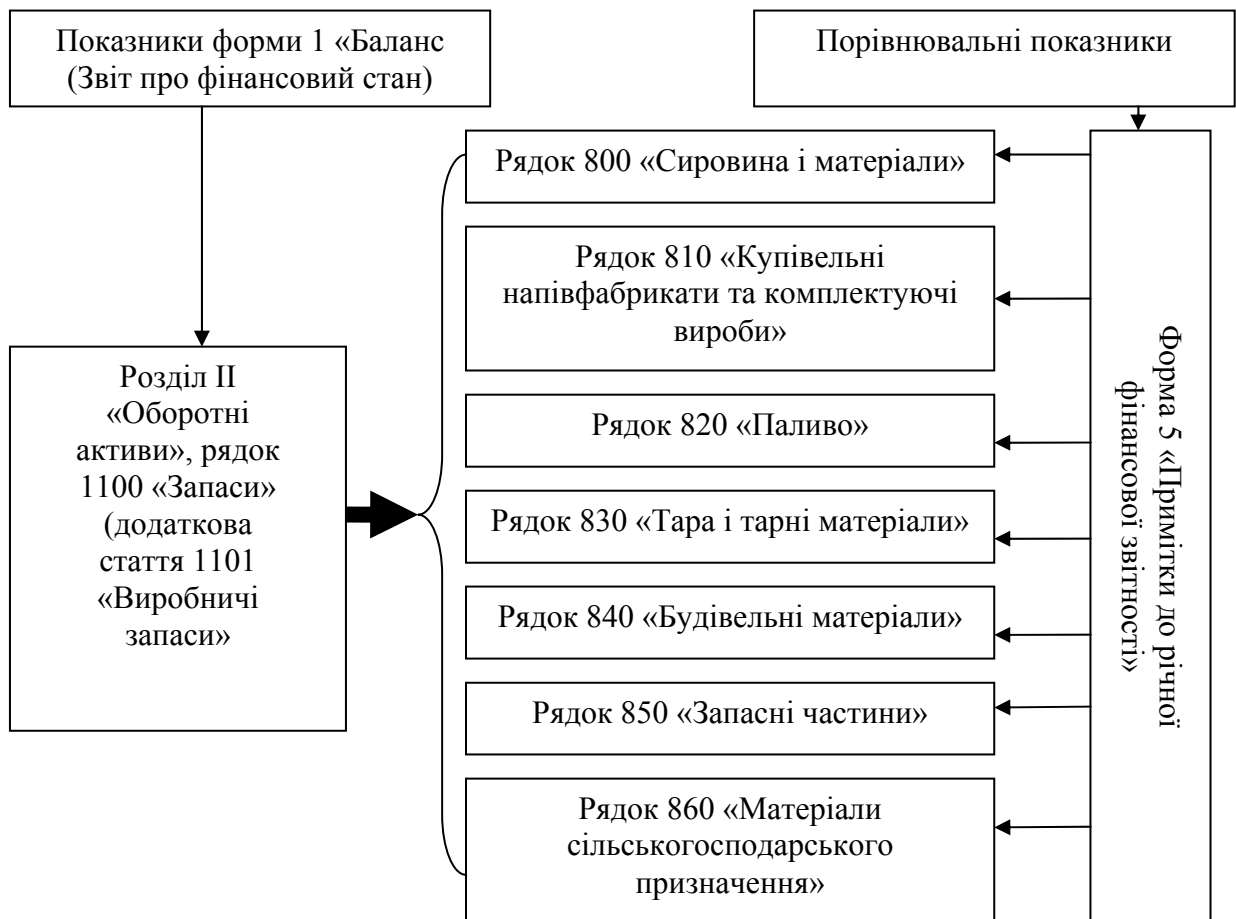 Показники форми 1 «Баланс
(Звіт про фінансовий стан)
Порівнювальні показники
Розділ II
«Оборотні
активи», рядок
1100 «Запаси»
(додаткова
стаття 1101
«Виробничі
запаси»
Рядок 800 «Сировина і матеріали»
Рядок 810 «Купівельні
напівфабрикати та комплектуючі
вироби»
Рядок 820 «Паливо»
Рядок 830 «Тара і тарні матеріали»
Рядок 840 «Будівельні матеріали»
Рядок 850 «Запасні частини»
Рядок 860 «Матеріали
сільськогосподарського
призначення»
Форма 5 «Примітки до річної
фінансової звітності»